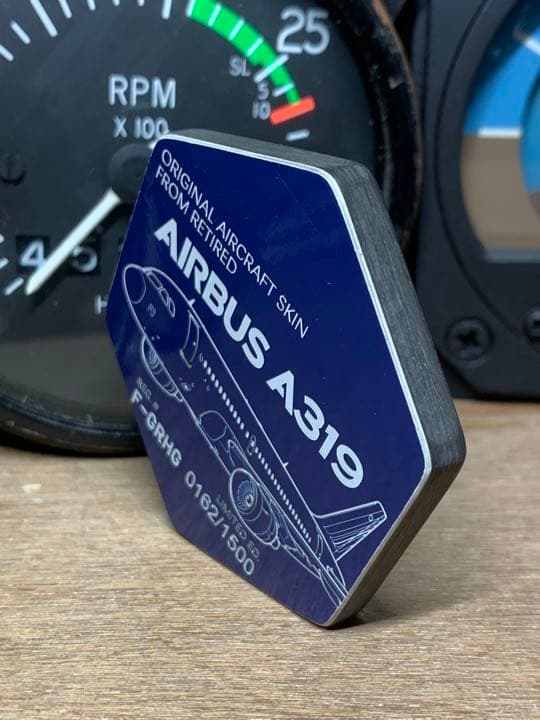 25
SL
5
10
RPM
X 100
4
5
H
ORIGINAL AIRCRAFT SKIN
FROM RETIRED
AIRBUS A319
REG. #
F-GRHG
LIMITED ED.
0162/1500